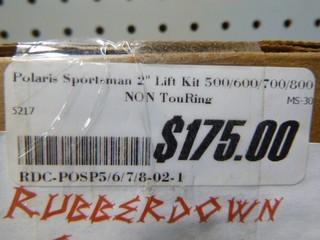 Polaris Sportsman 2" Lift Kit 500/600/700/800
NON TouRing
MS-30
5217
$175.00
RDC-POSP5/6/7/8-02-1
RUBBERDOWN